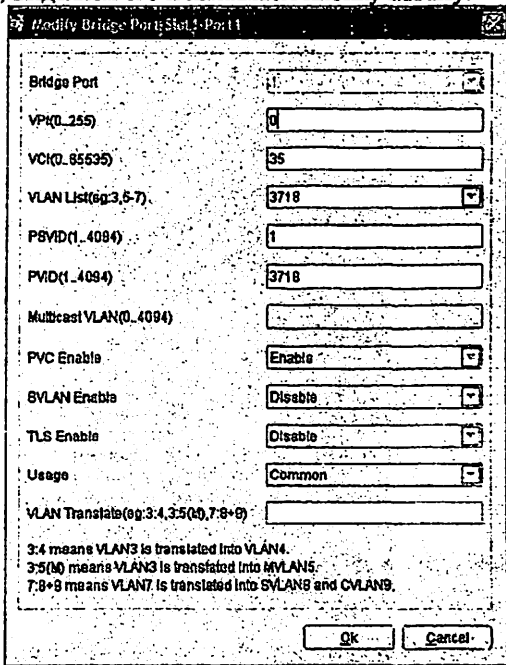 Modify Bridge Port:Slot1-Port1
Bridge Port 1
VPI(0..255) 0
VCI(0..65535) 35
VLAN List(eg:3,5-7) 3718
PSVID(1..4094) 1
PVID(1..4094) 3718
Multicast VLAN(0..4094)
PVC Enable Enable
SVLAN Enable Disable
TLS Enable Disable
Usage Common
VLAN Translate(eg:3:4,3:5(M),7:8+9)
3:4 means VLAN3 is translated into VLAN4.
3:5(M) means VLAN3 is translated into MVLAN5.
7:8+9 means VLAN7 is translated into SVLAN8 and CVLAN9.
Ok Cancel